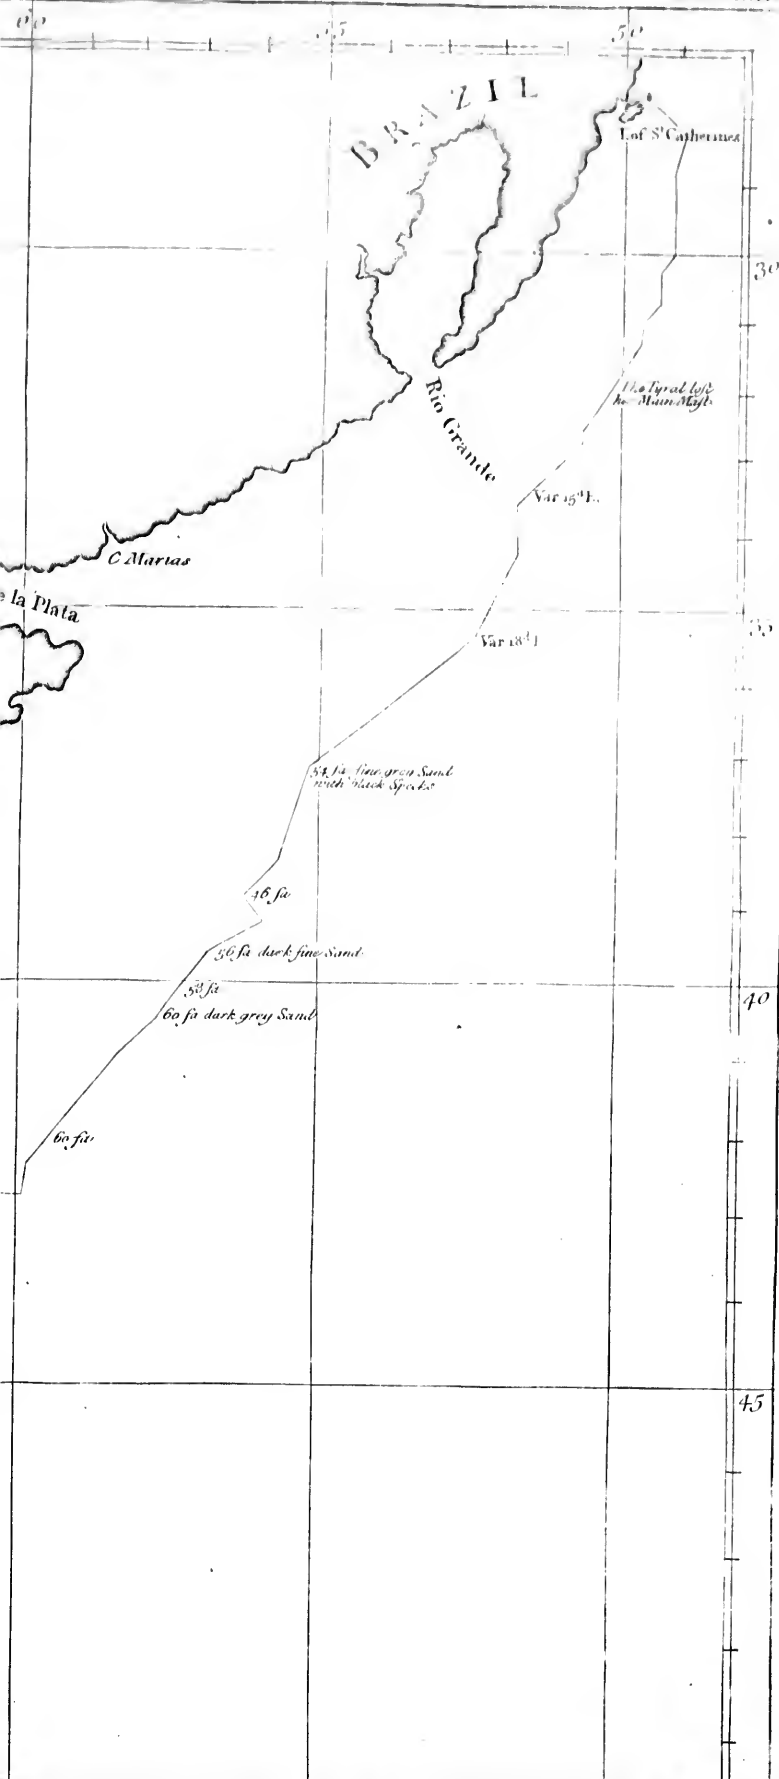 60
55
50
BRAZIL
I. of St. Catherines
30
The Tryal lost
her Main Mast
Rio Grande
Var 15d E.
C Marias
la Plata
35
Var 18d
54 fa fine grey Sand
with black Specks
46 fa
56 fa dark fine Sand
40
58 fa
60 fa dark grey Sand
60 fa
45